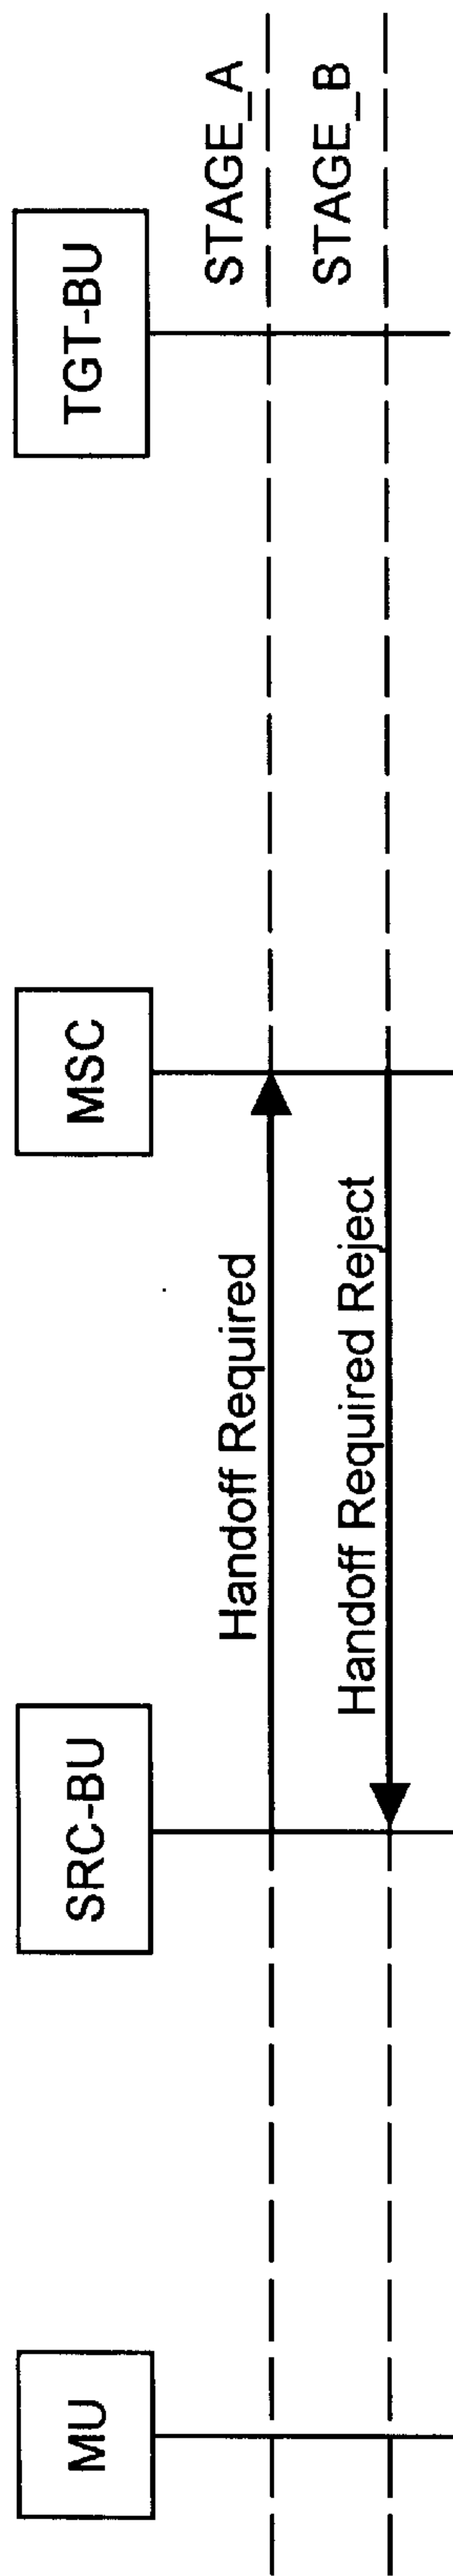 MU
SRC-BU
MSC
TGT-BU
Handoff Required
STAGE_A
Handoff Required Reject
STAGE_B